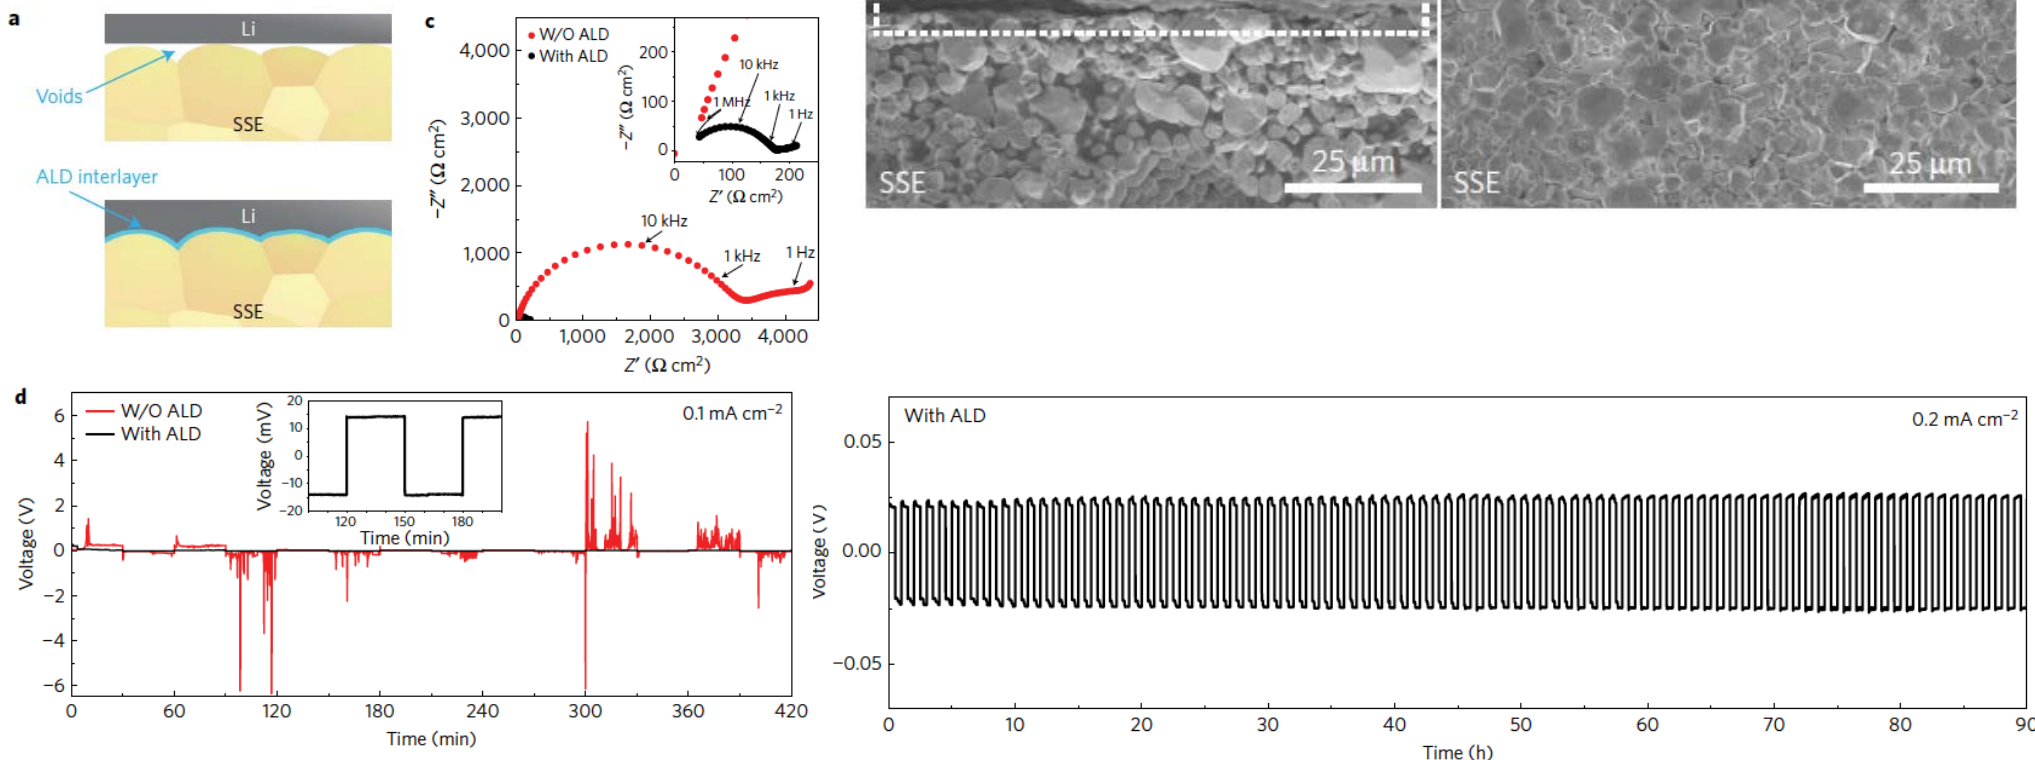 a
Li
Voids
SSE
ALD interlayer
Li
SSE
c
W/O ALD
With ALD
4,000
3,000
2,000
1,000
0
−Z″ (Ω cm²)
0
1,000
2,000
3,000
4,000
Z′ (Ω cm²)
10 kHz
1 kHz
1 Hz
200
100
0
−Z″ (Ω cm²)
10 kHz
1 MHz
1 kHz
1 Hz
0
100
200
Z′ (Ω cm²)
SSE
25 μm
SSE
25 μm
d
W/O ALD
With ALD
0.1 mA cm⁻²
6
4
2
0
−2
−4
−6
Voltage (V)
0
60
120
180
240
300
360
420
Time (min)
20
10
0
−10
−20
Voltage (mV)
120
150
180
Time (min)
With ALD
0.2 mA cm⁻²
0.05
0.00
−0.05
Voltage (V)
0
10
20
30
40
50
60
70
80
90
Time (h)